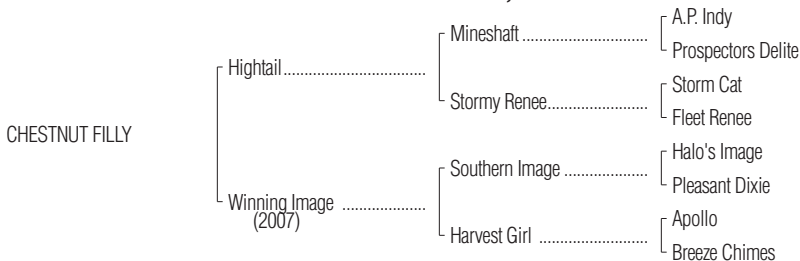 A.P. Indy
Mineshaft
Prospectors Delite
Hightail
Storm Cat
Stormy Renee
Fleet Renee
CHESTNUT FILLY
Halo's Image
Southern Image
Pleasant Dixie
Winning Image
(2007)
Apollo
Harvest Girl
Breeze Chimes